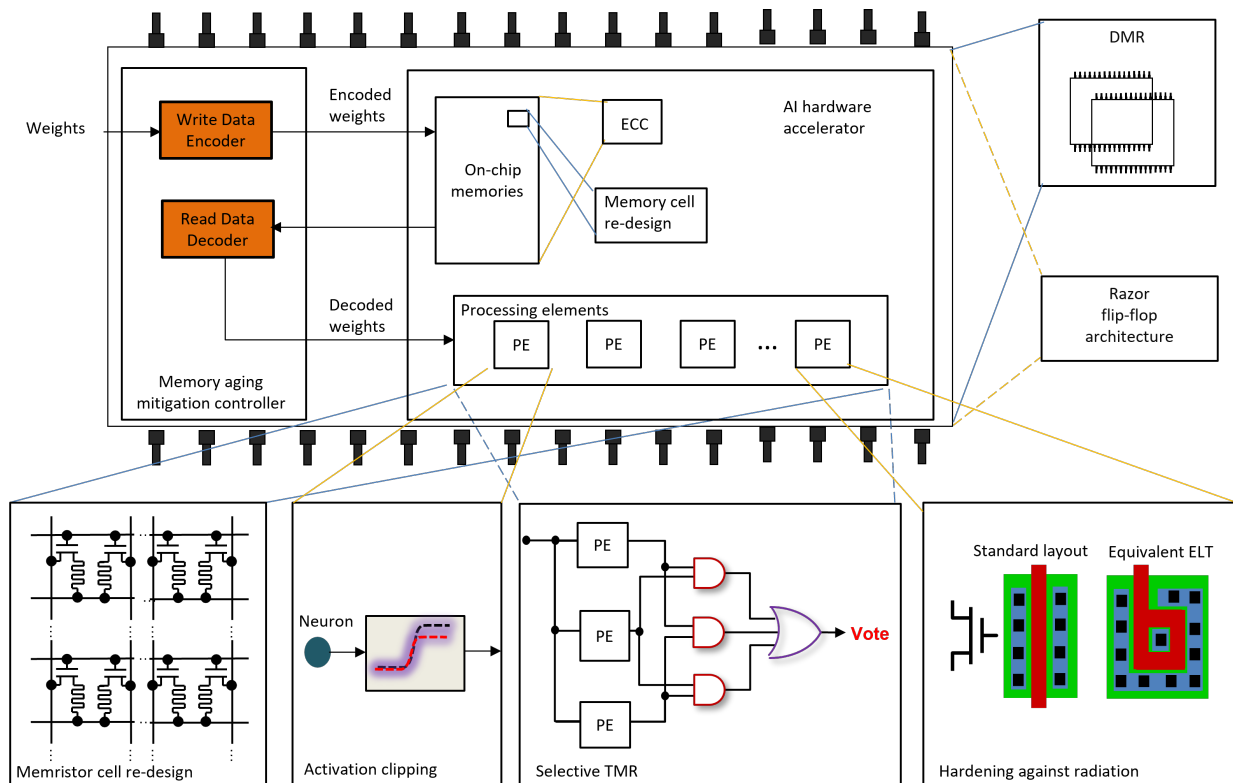 DMR
Weights
Write Data
Encoder
Encoded
weights
On-chip
memories
ECC
AI hardware
accelerator
Memory cell
re-design
Read Data
Decoder
Decoded
weights
Processing elements
PE
PE
PE
...
PE
Razor
flip-flop
architecture
Memory aging
mitigation controller
Memristor cell re-design
Neuron
Activation clipping
PE
PE
PE
Vote
Selective TMR
Standard layout
Equivalent ELT
Hardening against radiation